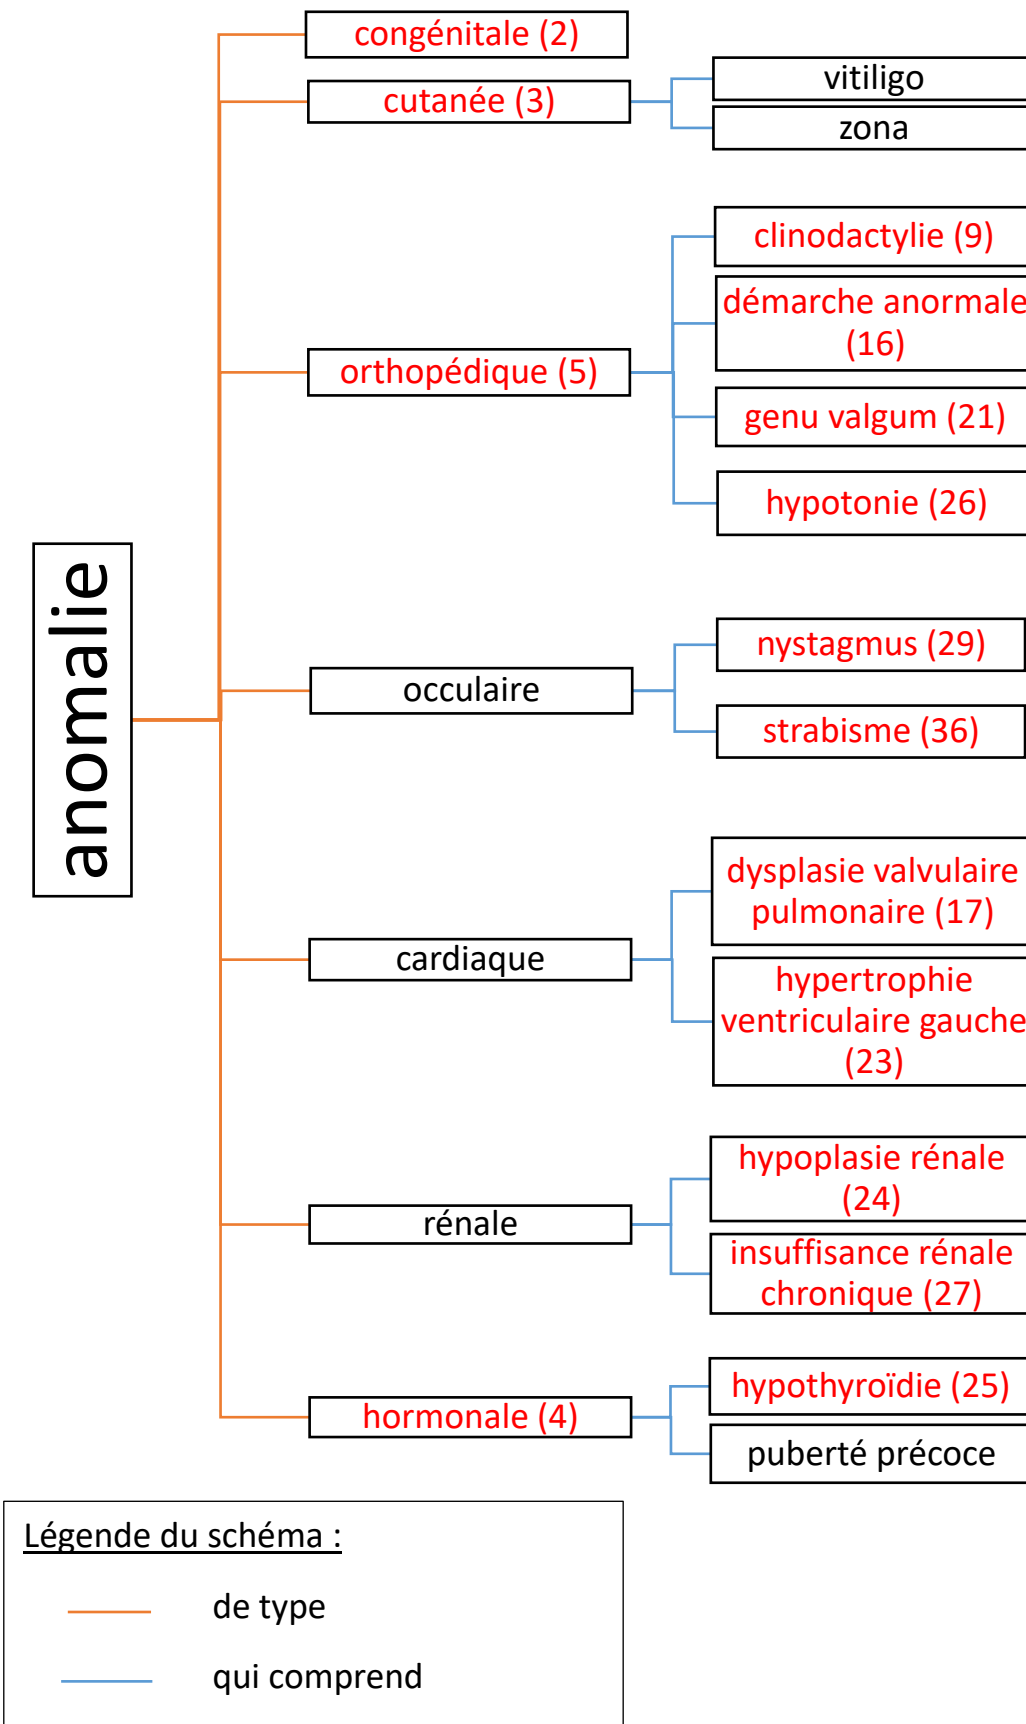 congénitale (2)
cutanée (3)
vitiligo
zona
clinodactylie (9)
démarche anormale
(16)
orthopédique (5)
genu valgum (21)
hypotonie (26)
anomalie
nystagmus (29)
occulaire
strabisme (36)
dysplasie valvulaire
pulmonaire (17)
cardiaque
hypertrophie
ventriculaire gauche
(23)
hypoplasie rénale
(24)
rénale
insuffisance rénale
chronique (27)
hypothyroïdie (25)
hormonale (4)
puberté précoce
Légende du schéma :
de type
qui comprend